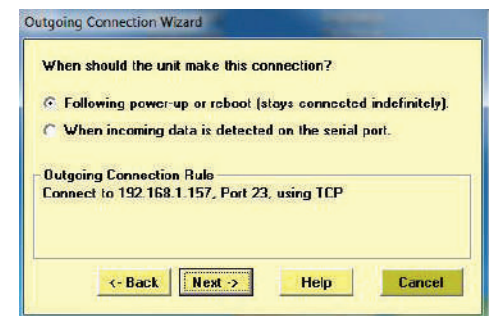 Outgoing Connection Wizard
When should the unit make this connection?
Following power-up or reboot (stays connected indefinitely).
When incoming data is detected on the serial port.
Outgoing Connection Rule
Connect to 192.168.1.157, Port 23, using TCP
<- Back Next -> Help Cancel